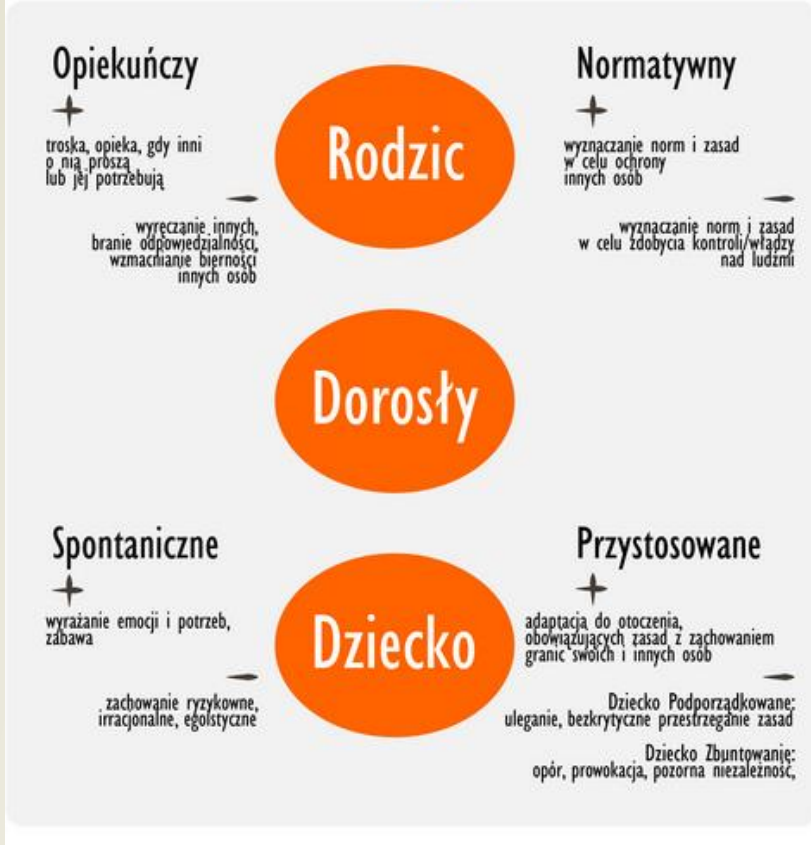 Opiekuńczy
+
troska, opieka, gdy inni
o nią proszą
lub jej potrzebują
–
wyręczanie innych,
branie odpowiedzialności,
wzmacnianie bierności
innych osób
Rodzic
Normatywny
+
wyznaczanie norm i zasad
w celu ochrony
innych osób
–
wyznaczanie norm i zasad
w celu zdobycia kontroli/władzy
nad ludźmi
Dorosły
Spontaniczne
+
wyrażanie emocji i potrzeb,
zabawa
–
zachowanie ryzykowne,
irracjonalne, egoistyczne
Dziecko
Przystosowane
+
adaptacja do otoczenia,
obowiązujących zasad z zachowaniem
granic swoich i innych osób
–
Dziecko Podporządkowane:
uleganie, bezkrytyczne przestrzeganie zasad
Dziecko Zbuntowanie:
opór, prowokacja, pozorna niezależność,